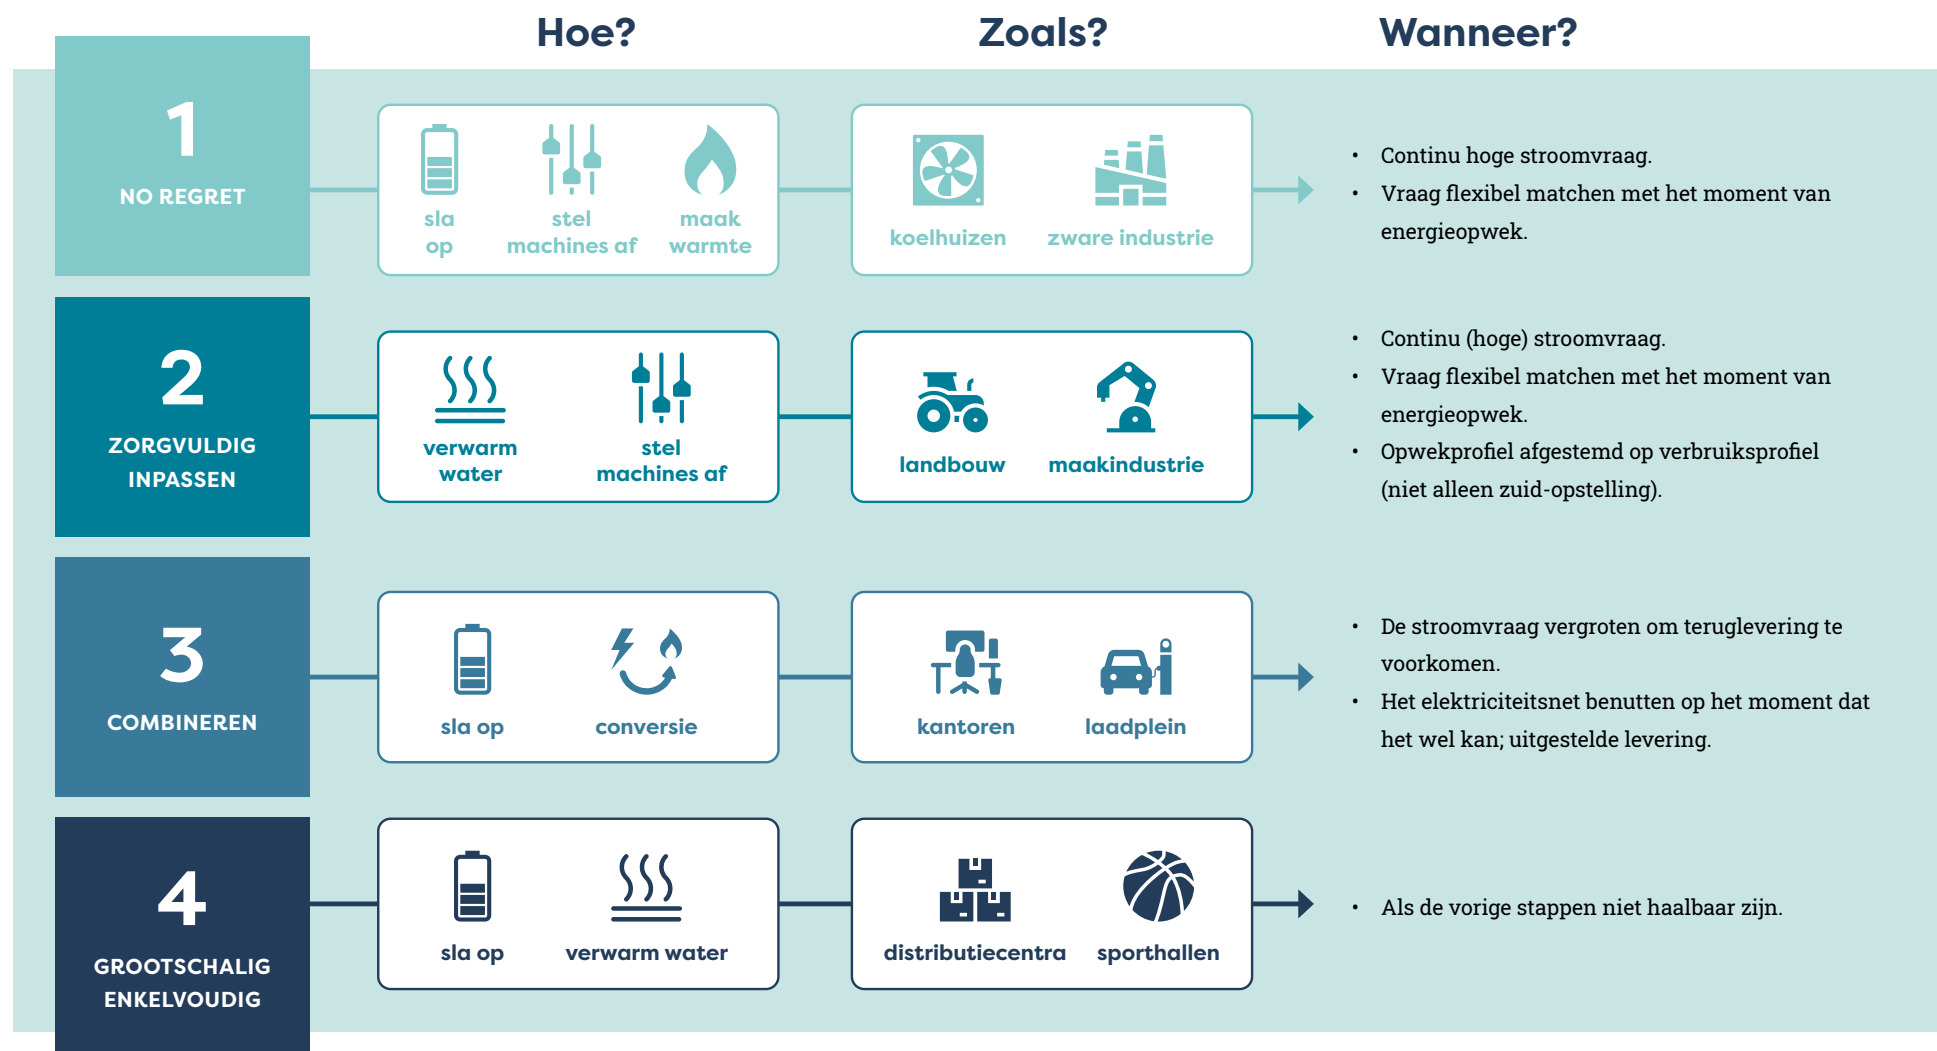 Hoe?
Zoals?
Wanneer?
1
NO REGRET
sla
op
stel
machines af
maak
warmte
koelhuizen
zware industrie
• Continu hoge stroomvraag.
• Vraag flexibel matchen met het moment van
energieopwek.
2
ZORGVULDIG
INPASSEN
verwarm
water
stel
machines af
landbouw
maakindustrie
• Continu (hoge) stroomvraag.
• Vraag flexibel matchen met het moment van
energieopwek.
• Opwekprofiel afgestemd op verbruiksprofiel
(niet alleen zuid-opstelling).
3
COMBINEREN
sla op
conversie
kantoren
laadplein
• De stroomvraag vergroten om teruglevering te
voorkomen.
• Het elektriciteitsnet benutten op het moment dat
het wel kan; uitgestelde levering.
4
GROOTSCHALIG
ENKELVOUDIG
sla op
verwarm water
distributiecentra
sporthallen
• Als de vorige stappen niet haalbaar zijn.